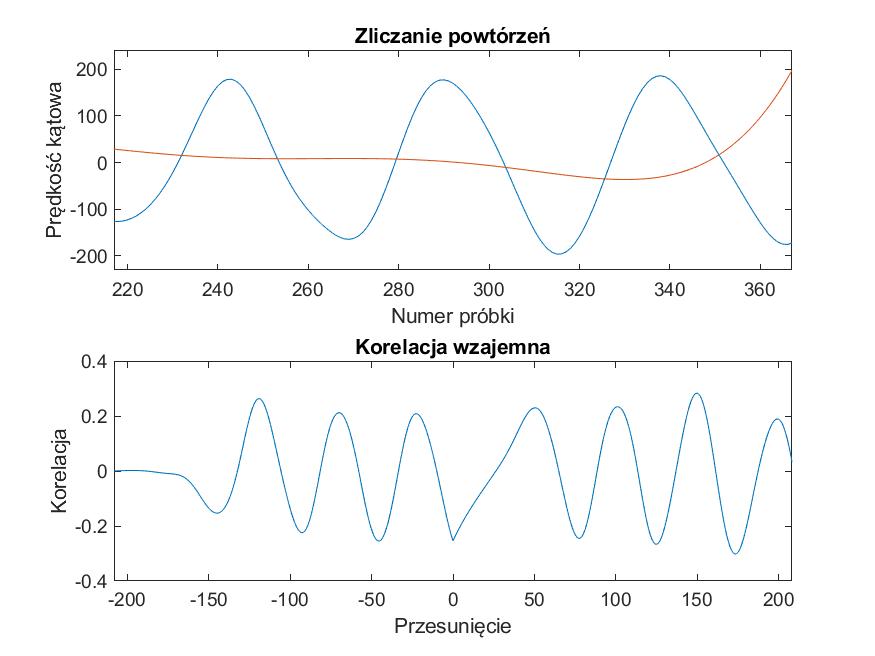 Zliczanie powtórzeń
Prędkość kątowa
200
100
0
-100
-200
220 240 260 280 300 320 340 360
Numer próbki
Korelacja wzajemna
Korelacja
0.4
0.2
0
-0.2
-0.4
-200 -150 -100 -50 0 50 100 150 200
Przesunięcie